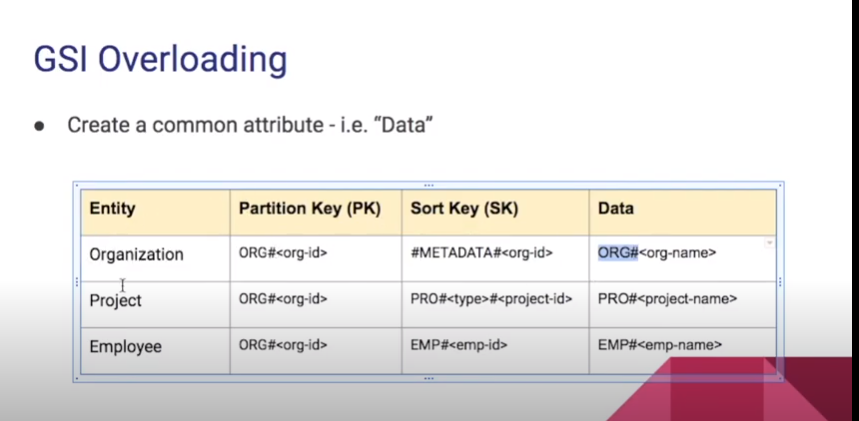 GSI Overloading
● Create a common attribute - i.e. “Data”
Entity Partition Key (PK) Sort Key (SK) Data
Organization ORG#<org-id> #METADATA#<org-id> ORG#<org-name>
Project ORG#<org-id> PRO#<type>#<project-id> PRO#<project-name>
Employee ORG#<org-id> EMP#<emp-id> EMP#<emp-name>